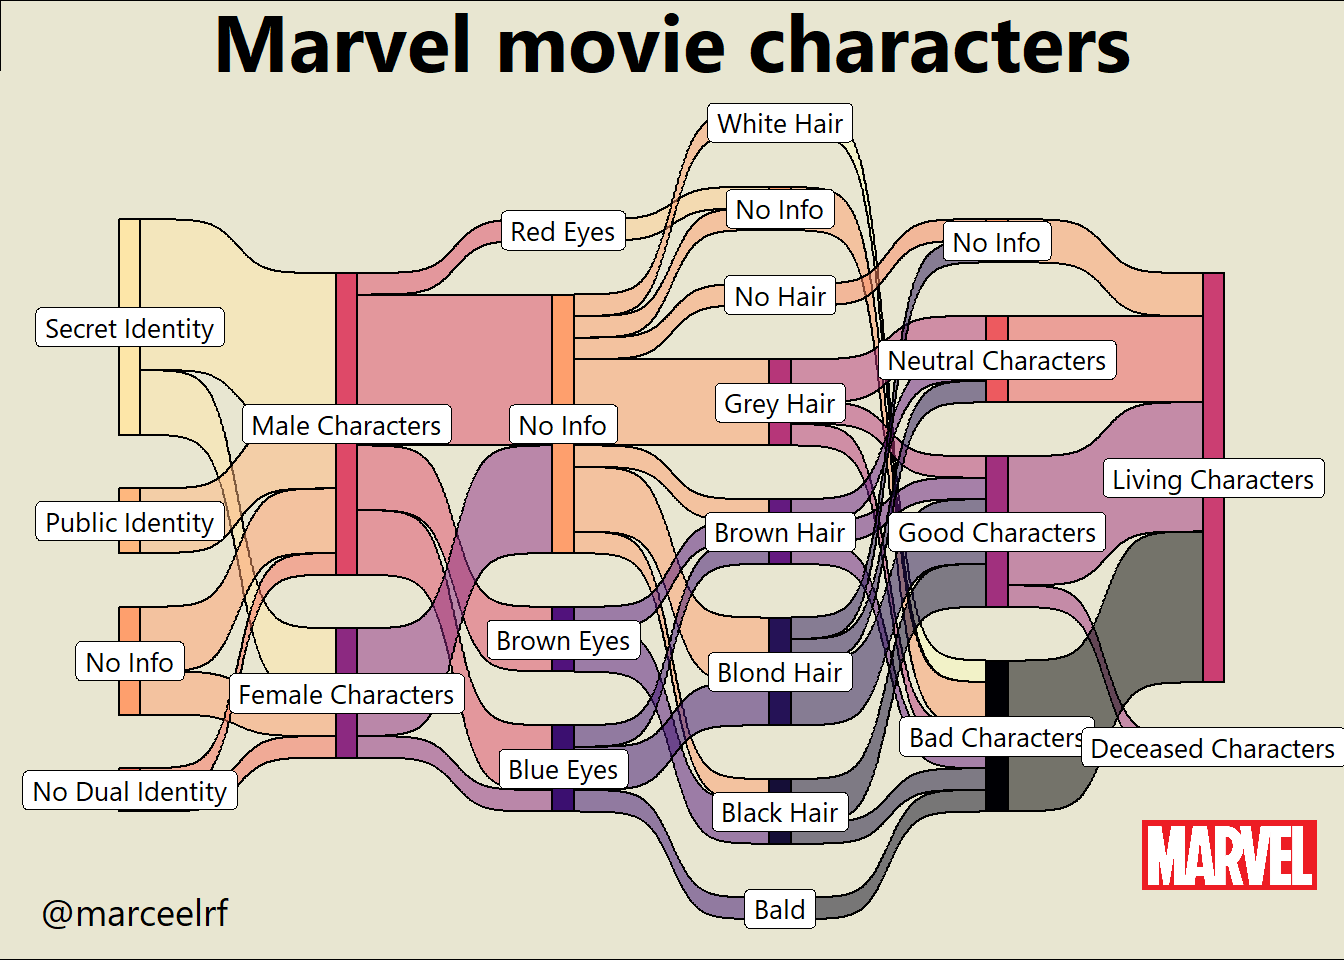 Marvel movie characters
White Hair
No Info
Red Eyes
No Info
No Hair
Secret Identity
Neutral Characters
Grey Hair
Male Characters
No Info
Living Characters
Public Identity
Brown Hair
Good Characters
Brown Eyes
No Info
Blond Hair
Female Characters
Bad Characters
Deceased Characters
Blue Eyes
No Dual Identity
Black Hair
MARVEL
Bald
@marceelrf